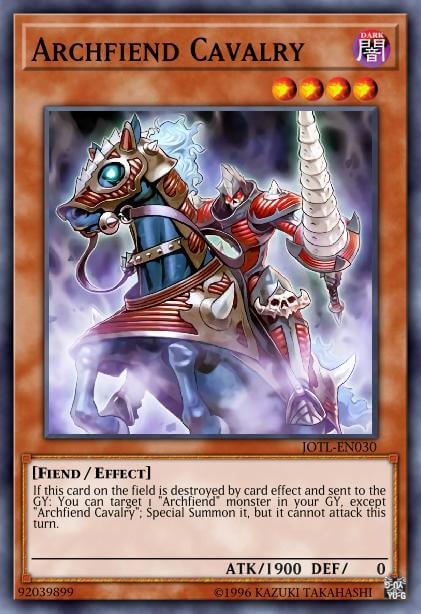 Archfiend Cavalry
DARK
闇
JOTL-EN030
[Fiend / Effect]
If this card on the field is destroyed by card effect and sent to the
GY: You can target 1 "Archfiend" monster in your GY, except
"Archfiend Cavalry"; Special Summon it, but it cannot attack this
turn.
ATK/1900 DEF/ 0
92039899
©1996 KAZUKI TAKAHASHI